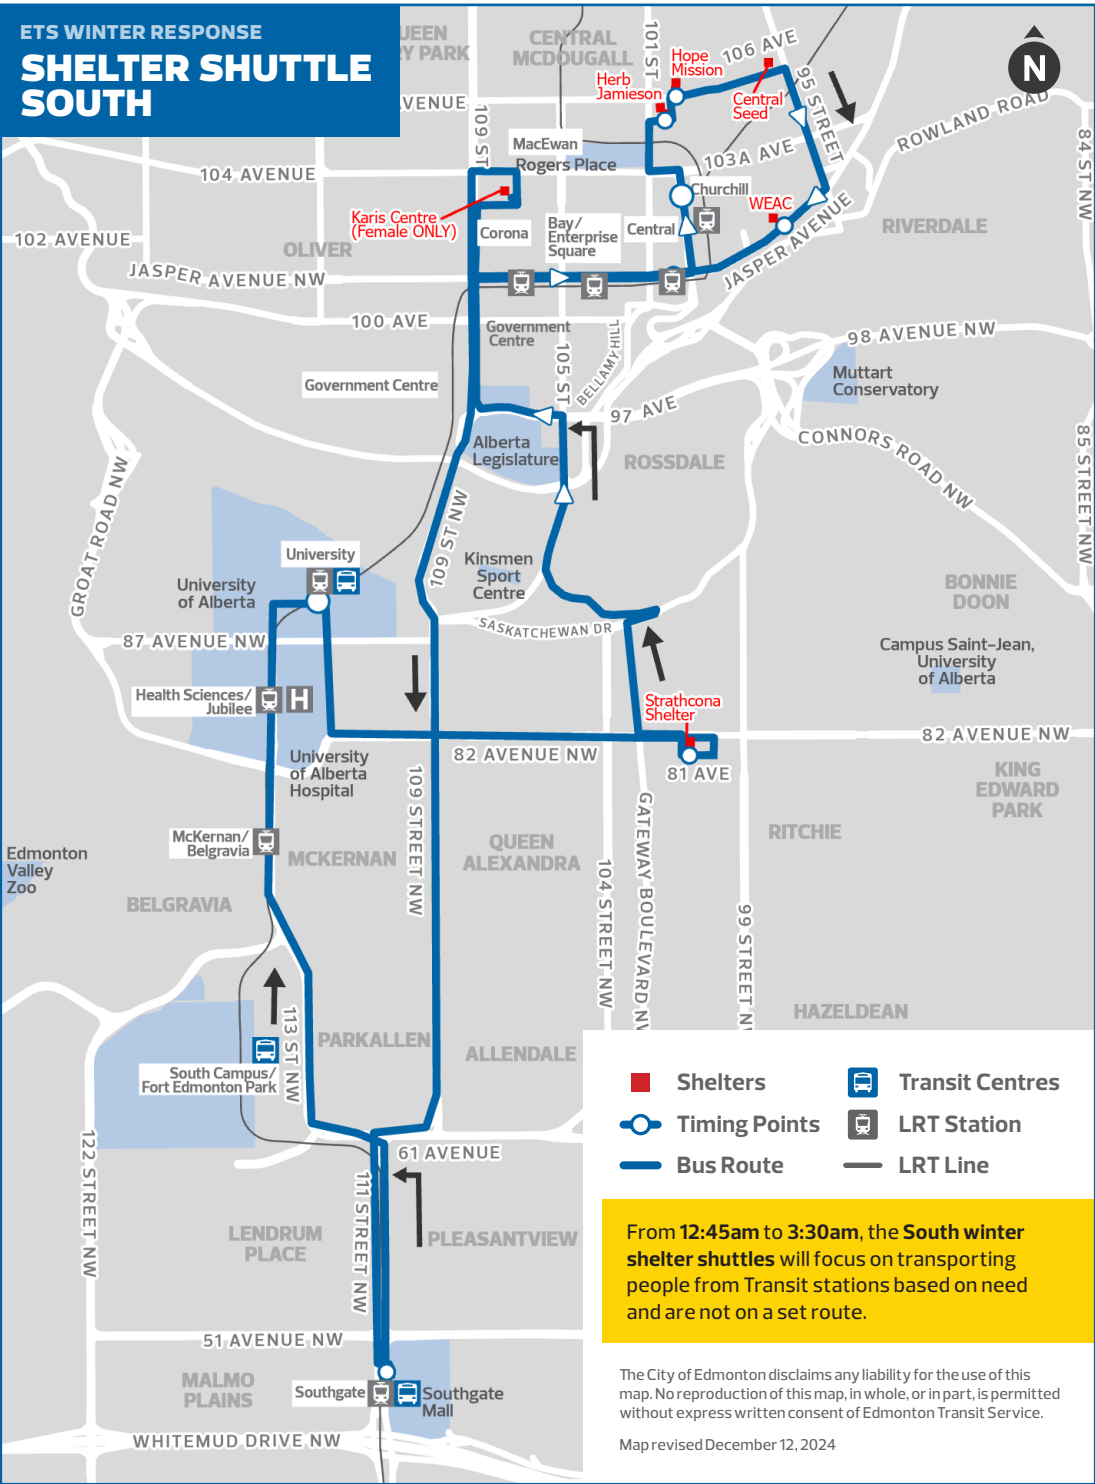 ETS WINTER RESPONSE
SHELTER SHUTTLE
SOUTH
UEEN
RY PARK
AVENUE
CENTRAL
MCDOUGALL
101 ST
Hope
Mission
106 AVE
Herb
Jamieson
Central
Seed
95 STREET
N
ROWLAND ROAD
109 ST
MacEwan
Rogers Place
103A AVE
84 ST NW
104 AVENUE
Churchill
WEAC
Karis Centre
(Female ONLY)
102 AVENUE
OLIVER
Corona
Bay/
Enterprise
Square
Central
JASPER AVENUE
RIVERDALE
JASPER AVENUE NW
100 AVE
Government
Centre
BELLAMY HILL
98 AVENUE NW
105 ST
Government Centre
Muttart
Conservatory
97 AVE
Alberta
Legislature
ROSSDALE
CONNORS ROAD NW
85 STREET NW
GROAT ROAD NW
109 ST NW
University
Kinsmen
Sport
Centre
University
of Alberta
BONNIE
DOON
SASKATCHEWAN DR
87 AVENUE NW
Campus Saint-Jean,
University
of Alberta
Health Sciences/
Jubilee
H
Strathcona
Shelter
82 AVENUE NW
82 AVENUE NW
University
of Alberta
Hospital
81 AVE
KING
EDWARD
PARK
109 STREET NW
GATEWAY BOULEVARD NW
McKernan/
Belgravia
MCKERNAN
QUEEN
ALEXANDRA
RITCHIE
Edmonton
Valley
Zoo
104 STREET NW
BELGRAVIA
99 STREET NW
113 ST NW
HAZELDEAN
PARKALLEN
ALLENDALE
South Campus/
Fort Edmonton Park
122 STREET NW
61 AVENUE
111 STREET NW
LENDRUM
PLACE
PLEASANTVIEW
51 AVENUE NW
MALMO
PLAINS
Southgate
Southgate
Mall
WHITEMUD DRIVE NW
Shelters
Transit Centres
Timing Points
LRT Station
Bus Route
LRT Line
From 12:45am to 3:30am, the South winter
shelter shuttles will focus on transporting
people from Transit stations based on need
and are not on a set route.
The City of Edmonton disclaims any liability for the use of this
map. No reproduction of this map, in whole, or in part, is permitted
without express written consent of Edmonton Transit Service.
Map revised December 12, 2024